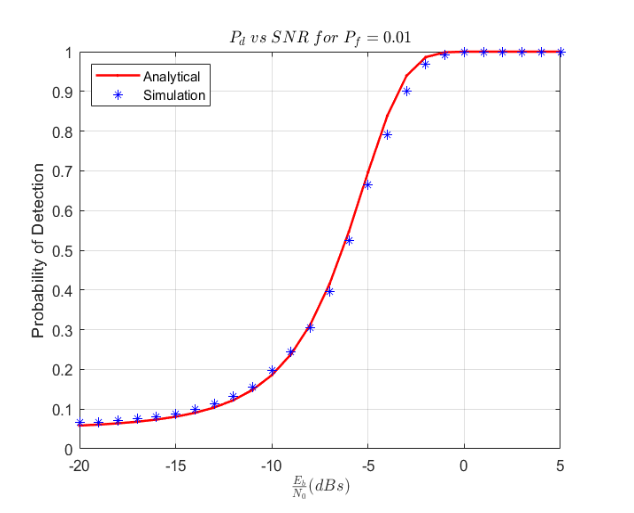 P_d vs SNR for P_f = 0.01
Analytical
Simulation
Probability of Detection
1
0.9
0.8
0.7
0.6
0.5
0.4
0.3
0.2
0.1
0
-20 -15 -10 -5 0 5
E_b/N_0 (dBs)